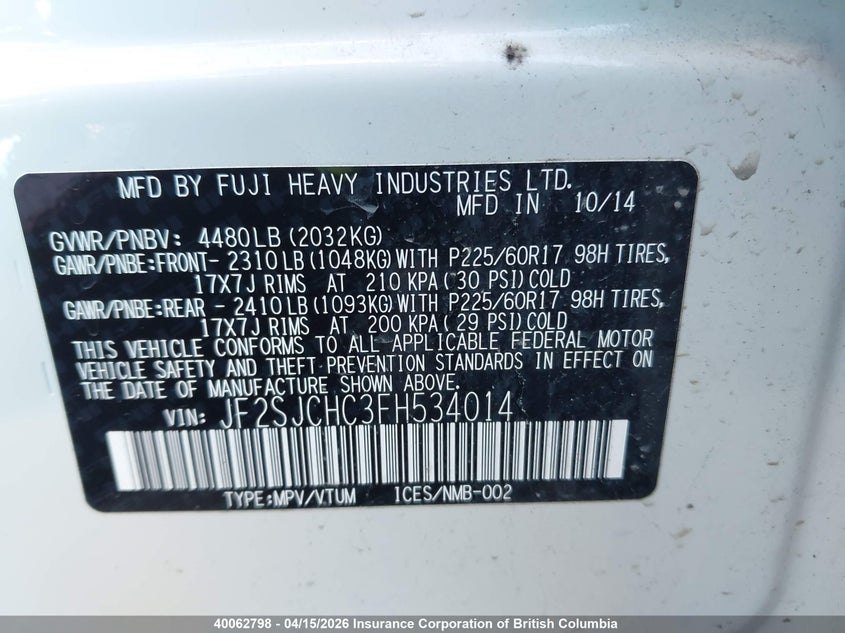 MFD BY FUJI HEAVY INDUSTRIES LTD.
MFD IN 10/14
GVWR/PNBV: 4480LB (2032KG)
GAWR/PNBE:FRONT- 2310LB (1048KG) WITH P225/60R17 98H TIRES,
17X7J RIMS AT 210 KPA ( 30 PSI) COLD
GAWR/PNBE:REAR - 2410LB (1093KG) WITH P225/60R17 98H TIRES,
17X7J RIMS AT 200 KPA ( 29 PSI) COLD
THIS VEHICLE CONFORMS TO ALL APPLICABLE FEDERAL MOTOR
VEHICLE SAFETY AND THEFT PREVENTION STANDARDS IN EFFECT ON
THE DATE OF MANUFACTURE SHOWN ABOVE.
VIN: JF2SJCHC3FH534014
TYPE:MPV/VTUM ICES/NMB-002
40062798 - 04/15/2026 Insurance Corporation of British Columbia